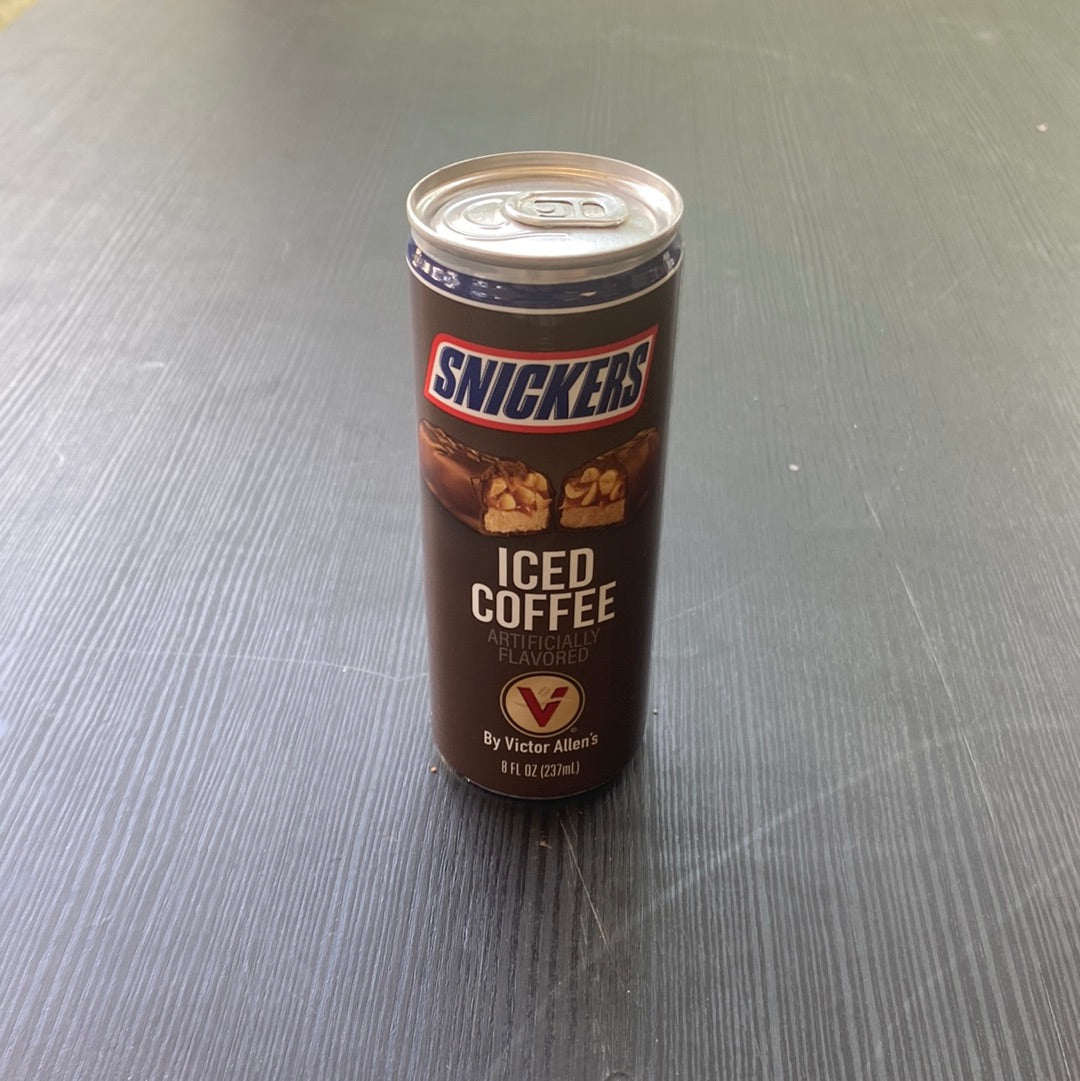 SNICKERS
ICED
COFFEE
ARTIFICIALLY
FLAVORED
V
®
By Victor Allen's
8 FL OZ (237mL)